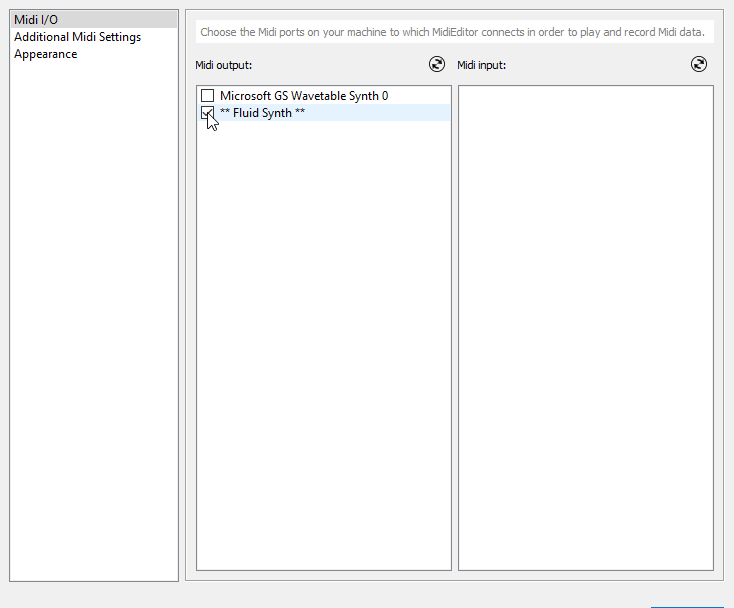 Midi I/O
Additional Midi Settings
Appearance
Choose the Midi ports on your machine to which MidiEditor connects in order to play and record Midi data.
Midi output:
Midi input:
Microsoft GS Wavetable Synth 0
** Fluid Synth **